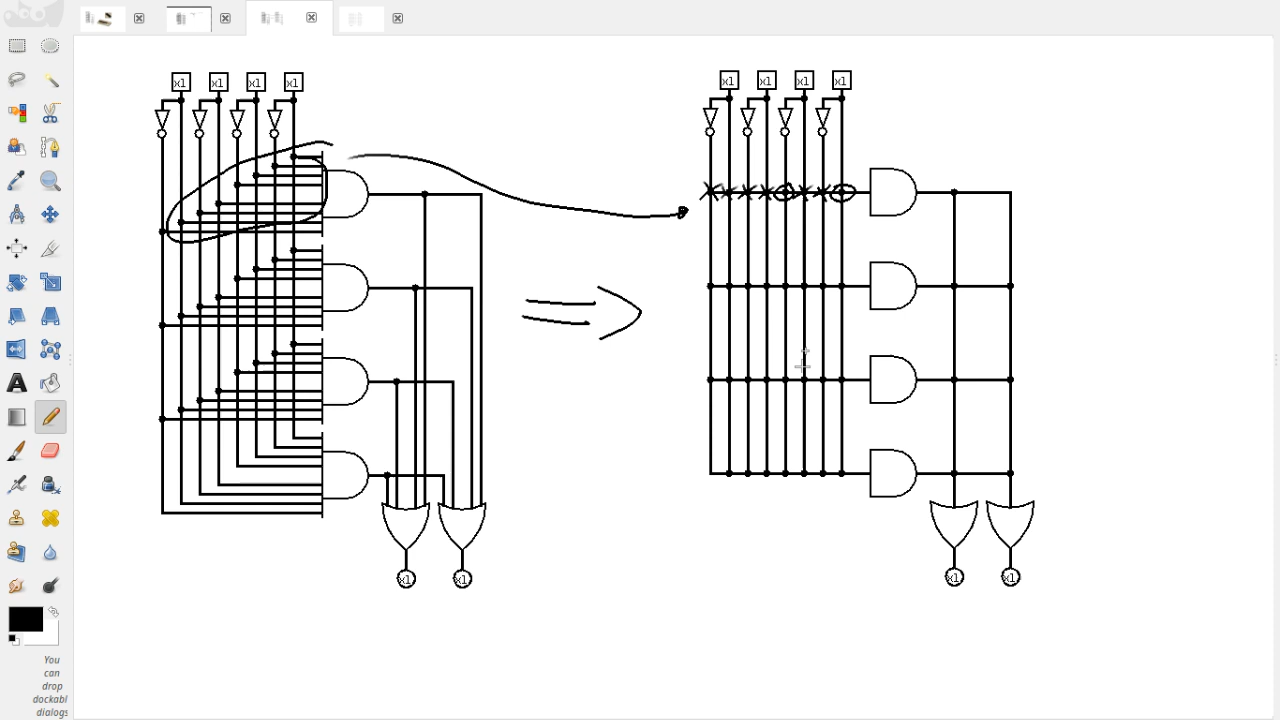 x1 x1 x1 x1
x1 x1 x1 x1
x1 x1
x1 x1
You
can
drop
dockabl
dialogs